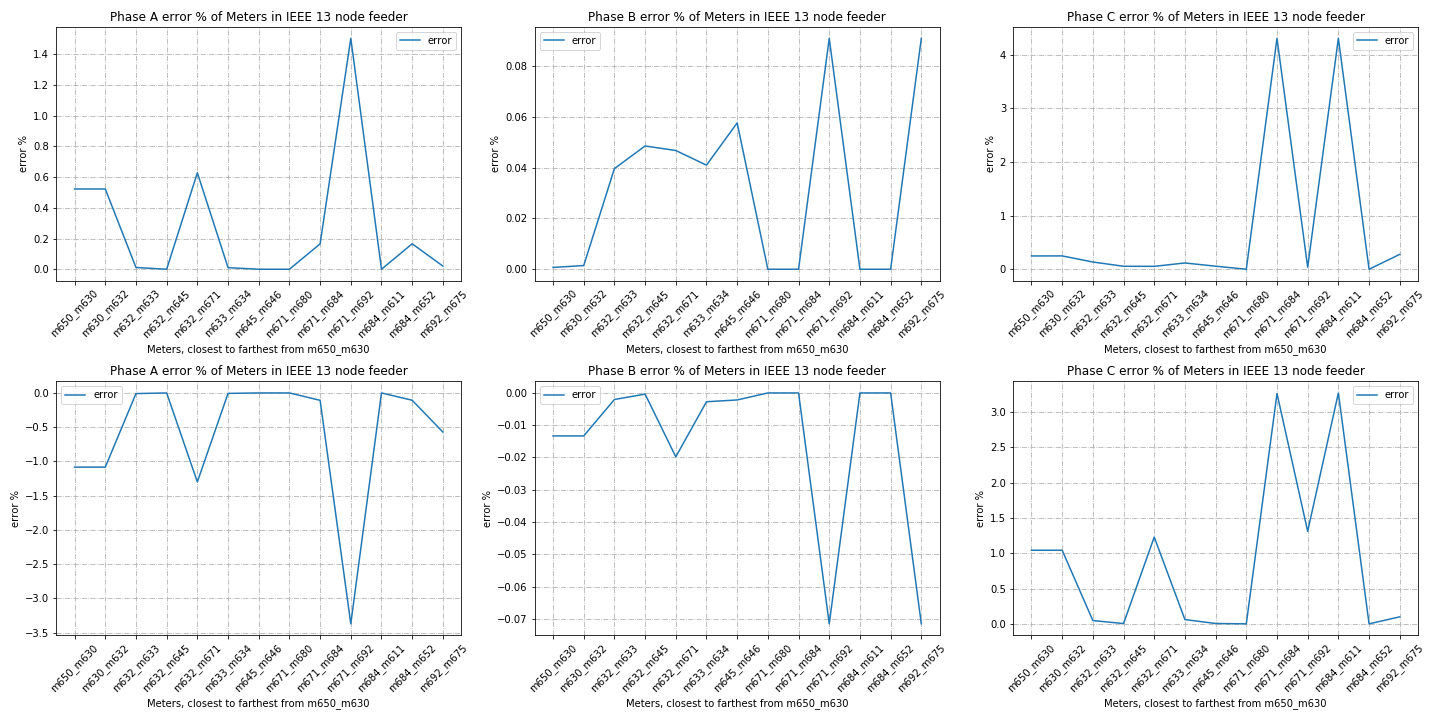 Phase A error % of Meters in IEEE 13 node feeder
error
error %
1.4
1.2
1.0
0.8
0.6
0.4
0.2
0.0
m650_m630
m630_m632
m632_m633
m632_m645
m632_m671
m633_m634
m645_m646
m671_m680
m671_m684
m671_m692
m684_m611
m684_m652
m692_m675
Meters, closest to farthest from m650_m630
Phase B error % of Meters in IEEE 13 node feeder
error
error %
0.08
0.06
0.04
0.02
0.00
m650_m630
m630_m632
m632_m633
m632_m645
m632_m671
m633_m634
m645_m646
m671_m680
m671_m684
m671_m692
m684_m611
m684_m652
m692_m675
Meters, closest to farthest from m650_m630
Phase C error % of Meters in IEEE 13 node feeder
error
error %
4
3
2
1
0
m650_m630
m630_m632
m632_m633
m632_m645
m632_m671
m633_m634
m645_m646
m671_m680
m671_m684
m671_m692
m684_m611
m684_m652
m692_m675
Meters, closest to farthest from m650_m630
Phase A error % of Meters in IEEE 13 node feeder
error
error %
0.0
−0.5
−1.0
−1.5
−2.0
−2.5
−3.0
−3.5
m650_m630
m630_m632
m632_m633
m632_m645
m632_m671
m633_m634
m645_m646
m671_m680
m671_m684
m671_m692
m684_m611
m684_m652
m692_m675
Meters, closest to farthest from m650_m630
Phase B error % of Meters in IEEE 13 node feeder
error
error %
0.00
−0.01
−0.02
−0.03
−0.04
−0.05
−0.06
−0.07
m650_m630
m630_m632
m632_m633
m632_m645
m632_m671
m633_m634
m645_m646
m671_m680
m671_m684
m671_m692
m684_m611
m684_m652
m692_m675
Meters, closest to farthest from m650_m630
Phase C error % of Meters in IEEE 13 node feeder
error
error %
3.0
2.5
2.0
1.5
1.0
0.5
0.0
m650_m630
m630_m632
m632_m633
m632_m645
m632_m671
m633_m634
m645_m646
m671_m680
m671_m684
m671_m692
m684_m611
m684_m652
m692_m675
Meters, closest to farthest from m650_m630